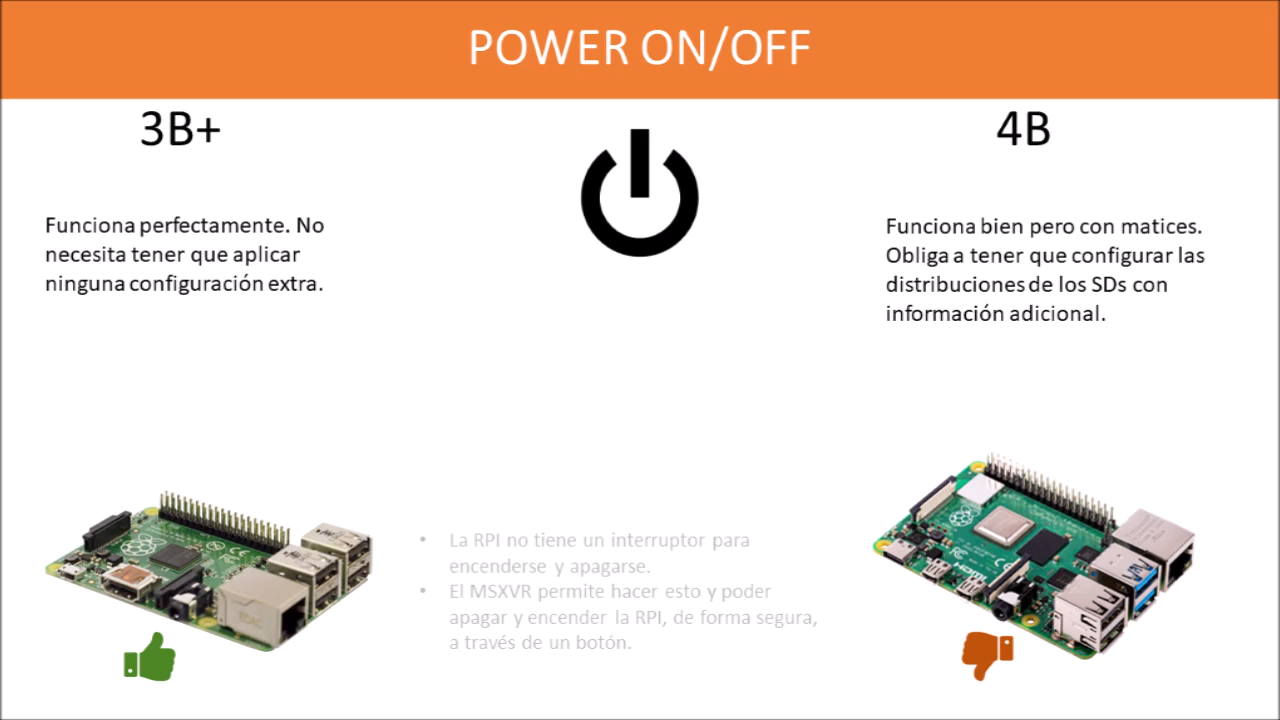 POWER ON/OFF
3B+
4B
Funciona perfectamente. No
necesita tener que aplicar
ninguna configuración extra.
Funciona bien pero con matices.
Obliga a tener que configurar las
distribuciones de los SDs con
información adicional.
• La RPI no tiene un interruptor para
encenderse y apagarse.
• El MSXVR permite hacer esto y poder
apagar y encender la RPI, de forma segura,
a través de un botón.
EDAC
HDMI